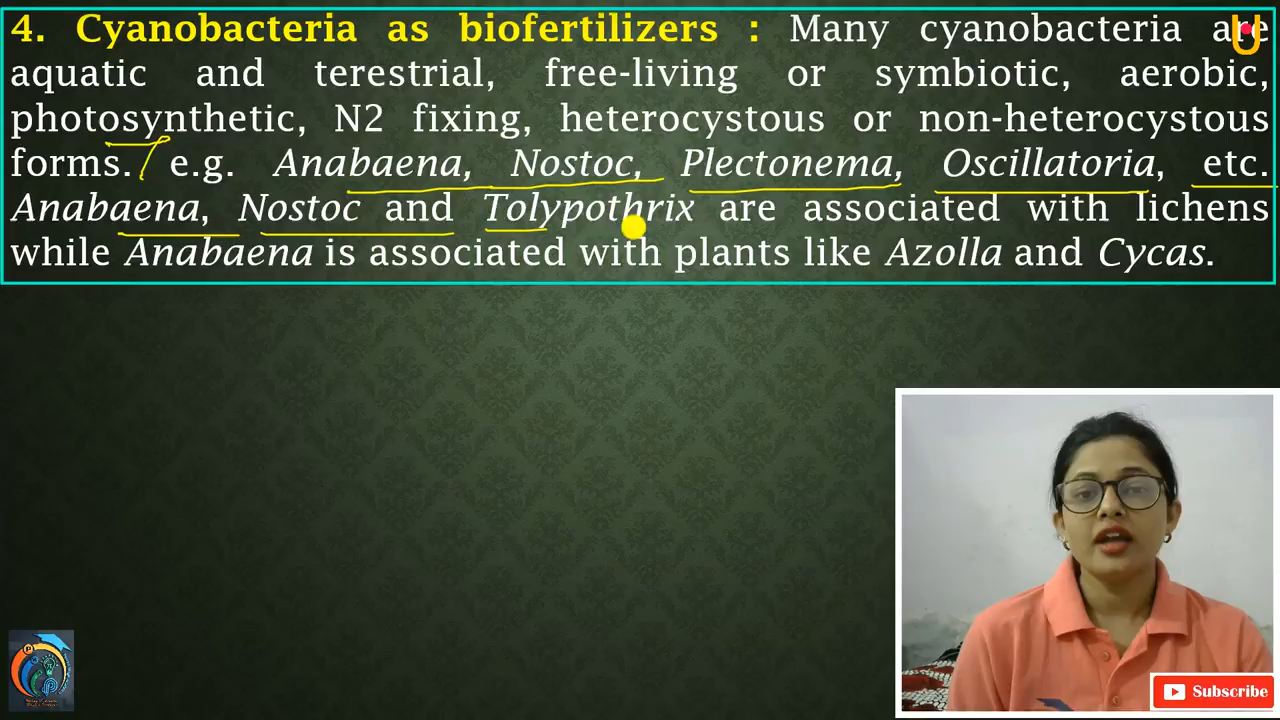 4. Cyanobacteria as biofertilizers : Many cyanobacteria are
aquatic and terestrial, free-living or symbiotic, aerobic,
photosynthetic, N2 fixing, heterocystous or non-heterocystous
forms. e.g. Anabaena, Nostoc, Plectonema, Oscillatoria, etc.
Anabaena, Nostoc and Tolypothrix are associated with lichens
while Anabaena is associated with plants like Azolla and Cycas.
Subscribe